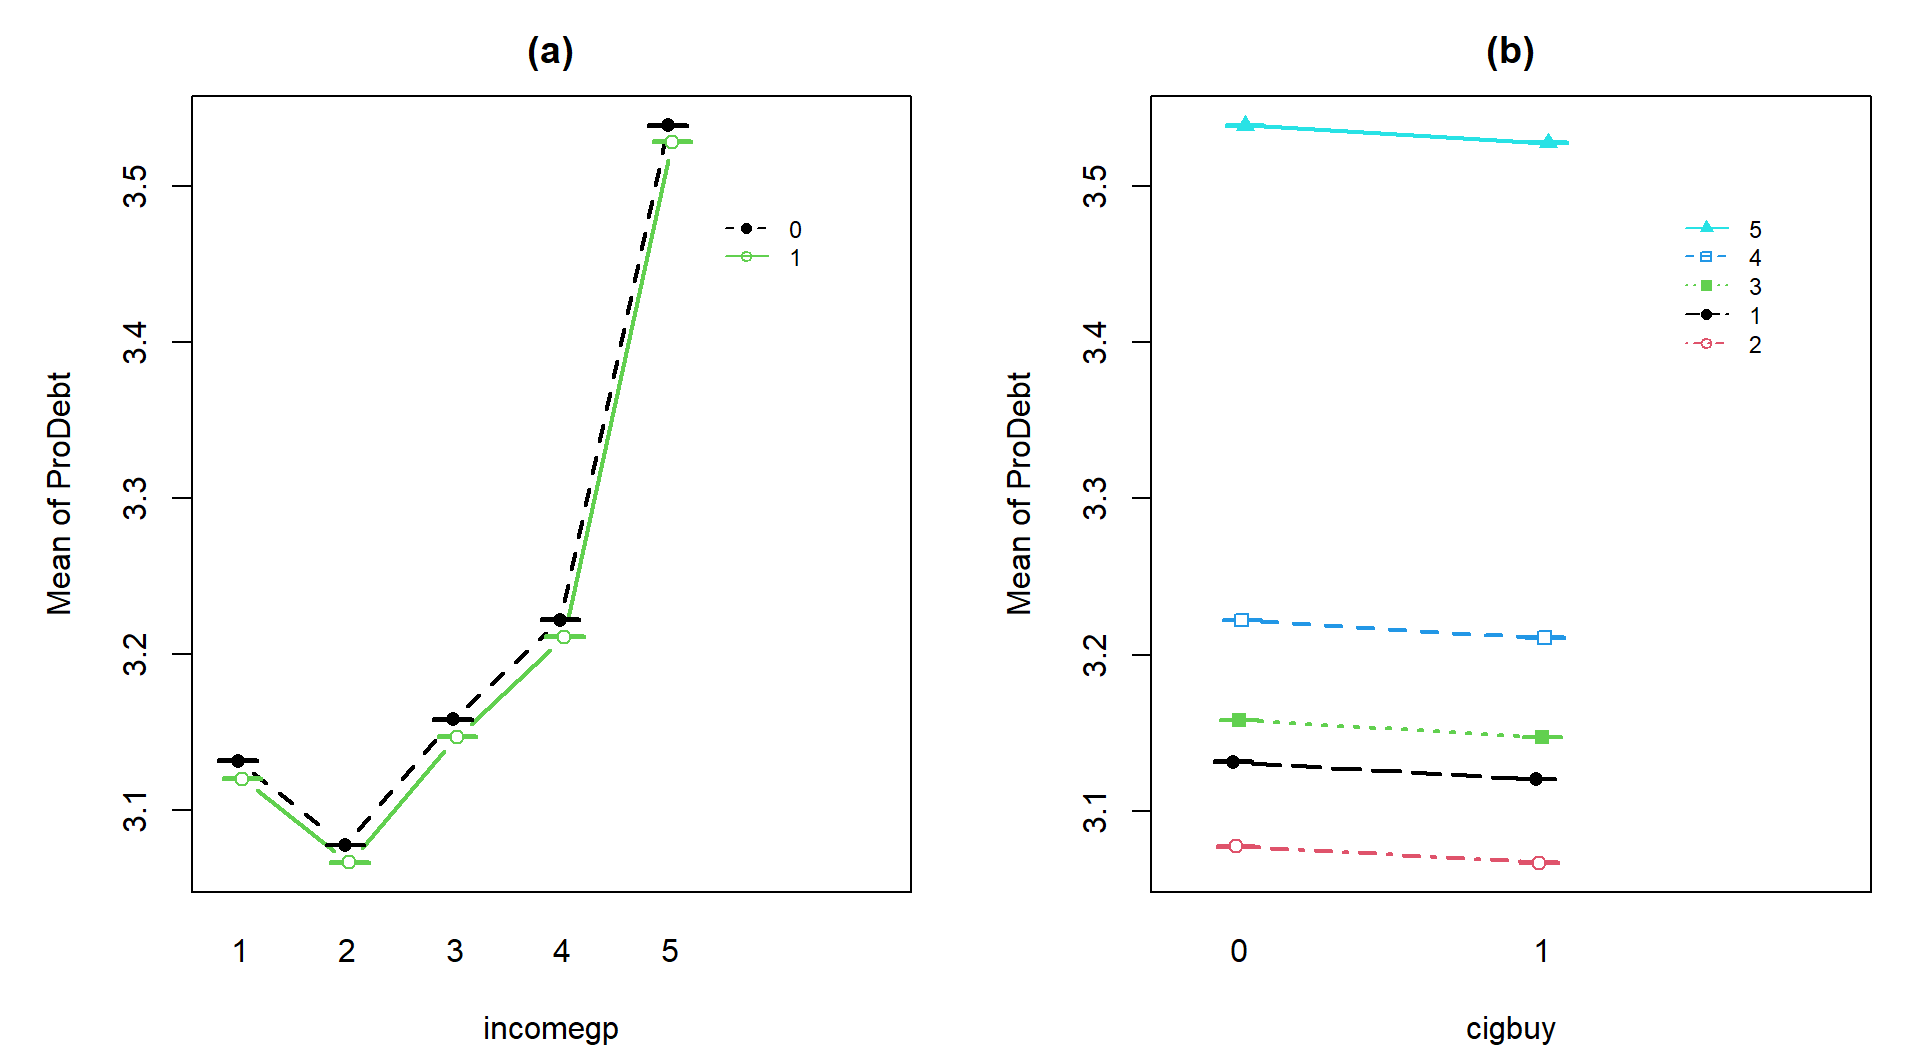 (a)
Mean of ProDebt
3.5
3.4
3.3
3.2
3.1
0
1
1 2 3 4 5
incomegp
(b)
Mean of ProDebt
3.5
3.4
3.3
3.2
3.1
5
4
3
1
2
0 1
cigbuy